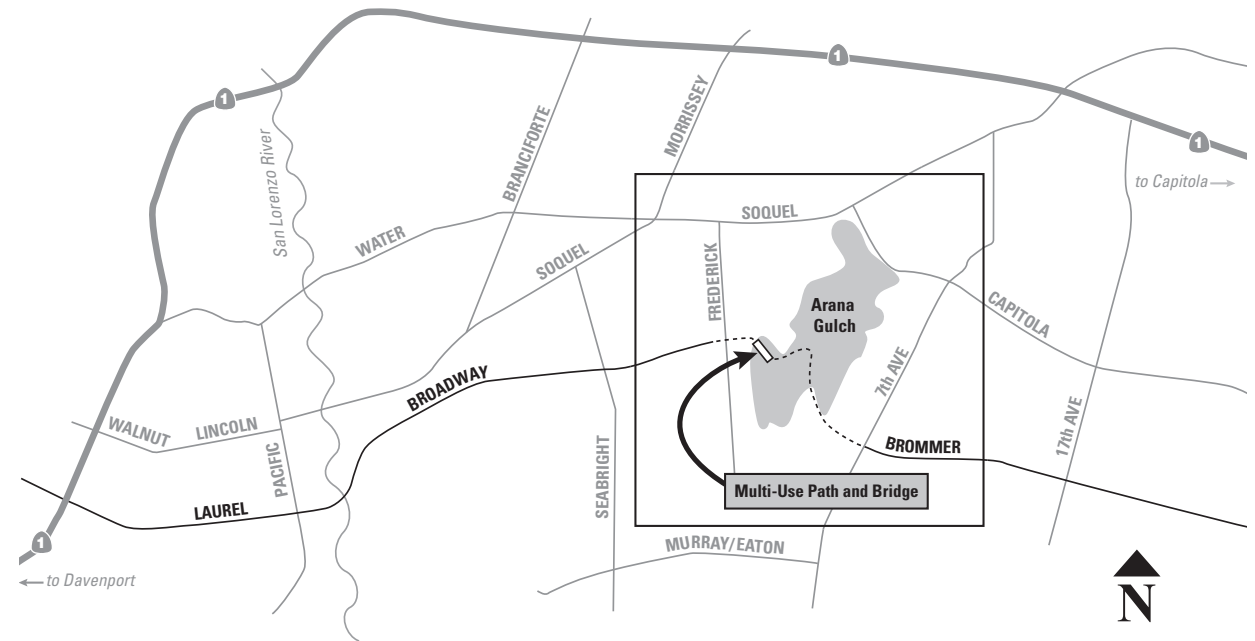 1
1
1
San Lorenzo River
BRANCIFORTE
MORRISSEY
to Capitola
WATER
SOQUEL
SOQUEL
FREDERICK
Arana
Gulch
CAPITOLA
7th AVE
BROADWAY
WALNUT
LINCOLN
PACIFIC
17th AVE
BROMMER
SEABRIGHT
Multi-Use Path and Bridge
LAUREL
MURRAY/EATON
1
to Davenport
N